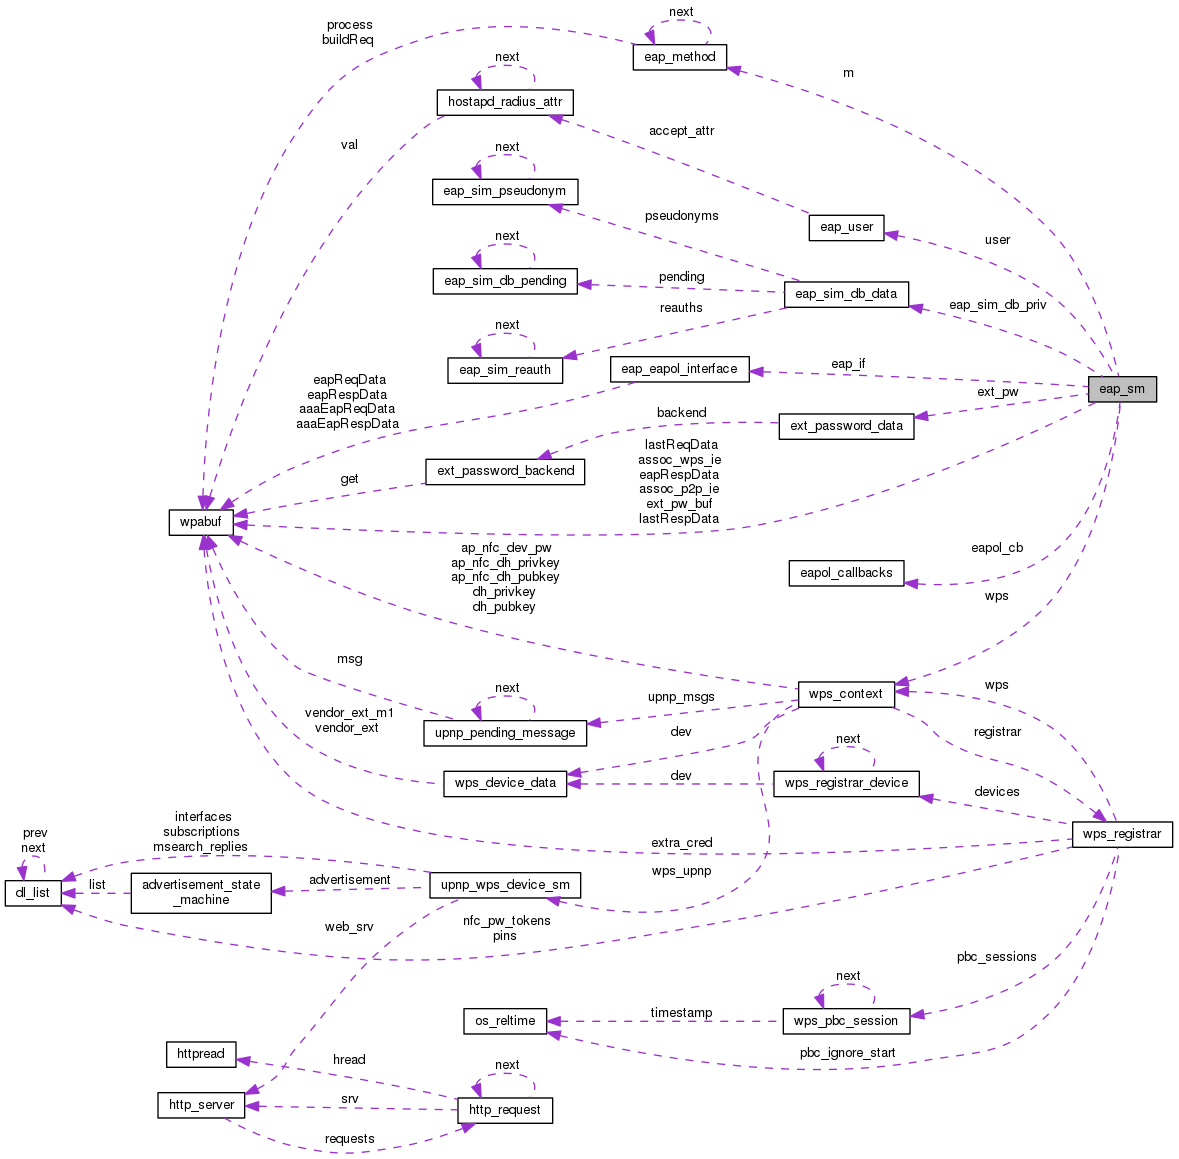 next
process
buildReq
eap_method
m
next
hostapd_radius_attr
accept_attr
val
next
eap_sim_pseudonym
pseudonyms
eap_user
user
next
eap_sim_db_pending
pending
eap_sim_db_data
eap_sim_db_priv
reauths
next
eap_sim_reauth
eap_eapol_interface
eap_if
eap_sm
eapReqData
eapRespData
aaaEapReqData
aaaEapRespData
ext_pw
backend
ext_password_data
ext_password_backend
get
lastReqData
assoc_wps_ie
eapRespData
assoc_p2p_ie
ext_pw_buf
lastRespData
wpabuf
ap_nfc_dev_pw
ap_nfc_dh_privkey
ap_nfc_dh_pubkey
dh_privkey
dh_pubkey
eapol_cb
eapol_callbacks
wps
msg
next
upnp_msgs
wps_context
wps
upnp_pending_message
registrar
vendor_ext_m1
vendor_ext
dev
next
wps_device_data
dev
wps_registrar_device
devices
wps_registrar
interfaces
subscriptions
msearch_replies
extra_cred
prev
next
dl_list
list
advertisement_state
_machine
advertisement
upnp_wps_device_sm
wps_upnp
web_srv
nfc_pw_tokens
pins
pbc_sessions
next
os_reltime
timestamp
wps_pbc_session
pbc_ignore_start
httpread
hread
next
http_server
srv
http_request
requests